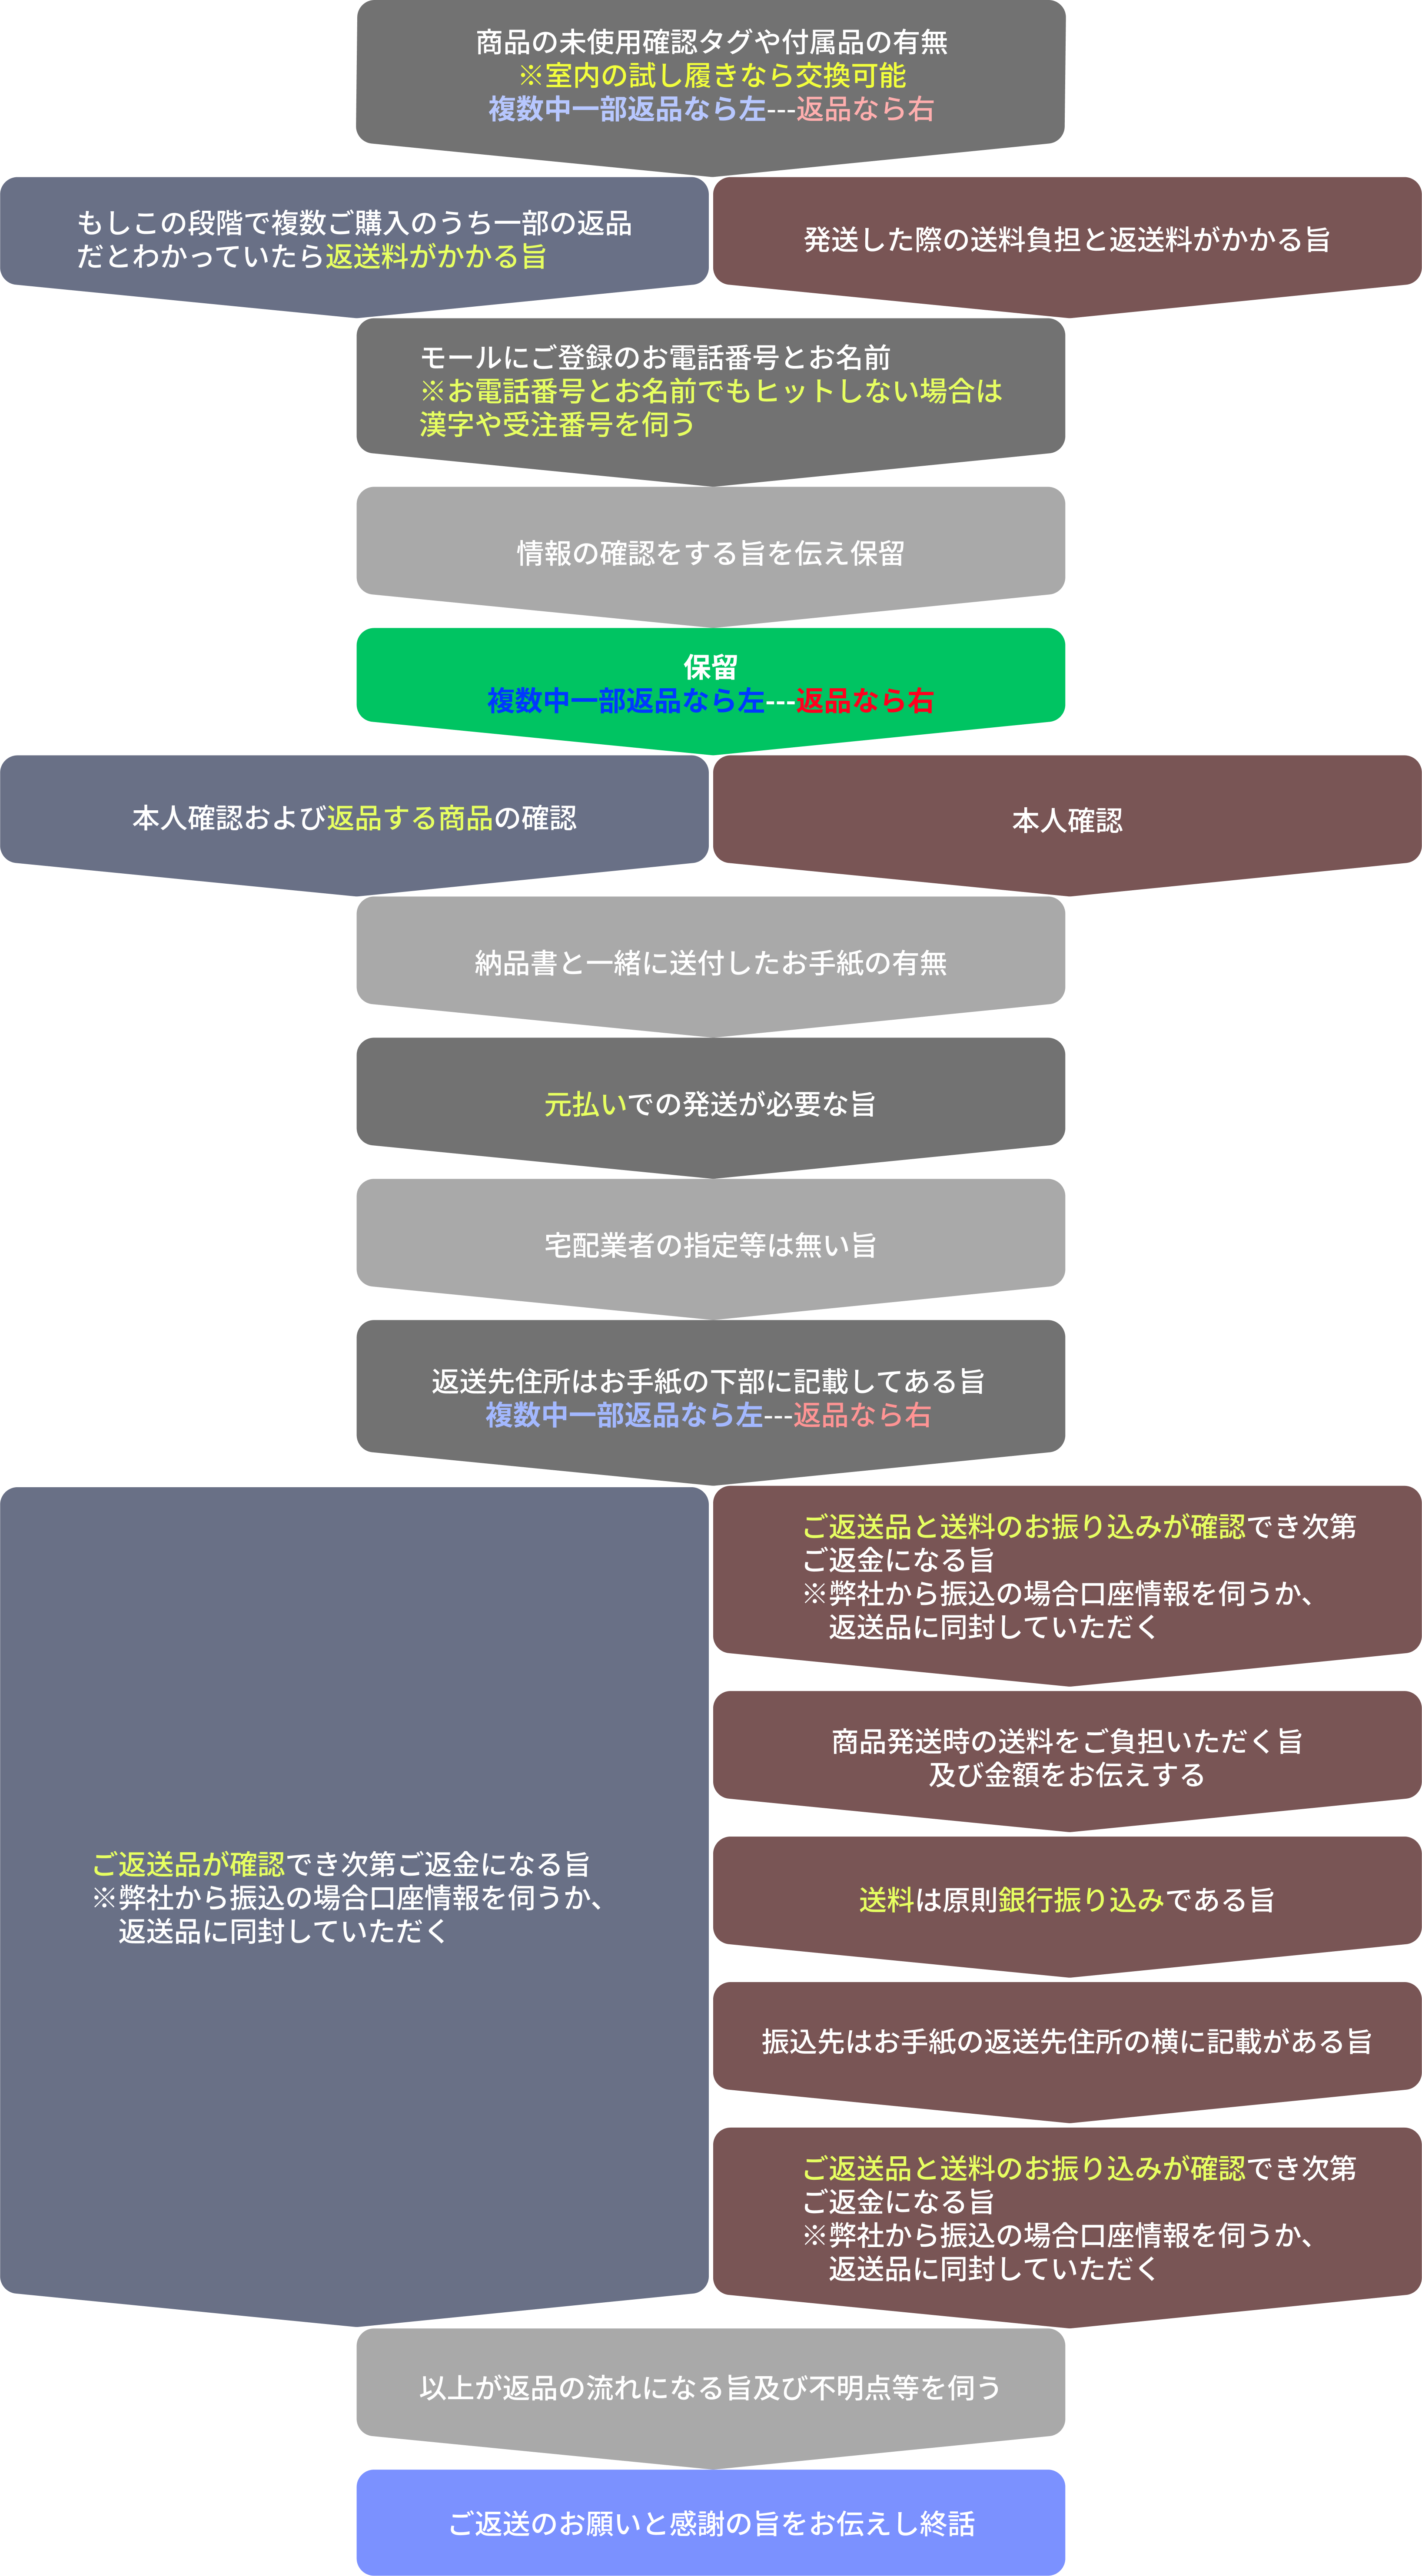 商品の未使用確認タグや付属品の有無
※室内の試し履きなら交換可能
複数中一部返品なら左---返品なら右
もしこの段階で複数ご購入のうち一部の返品
だとわかっていたら返送料がかかる旨
発送した際の送料負担と返送料がかかる旨
モールにご登録のお電話番号とお名前
※お電話番号とお名前でもヒットしない場合は
漢字や受注番号を伺う
情報の確認をする旨を伝え保留
保留
複数中一部返品なら左---返品なら右
本人確認および返品する商品の確認
本人確認
納品書と一緒に送付したお手紙の有無
元払いでの発送が必要な旨
宅配業者の指定等は無い旨
返送先住所はお手紙の下部に記載してある旨
複数中一部返品なら左---返品なら右
ご返送品が確認でき次第ご返金になる旨
※弊社から振込の場合口座情報を伺うか、
返送品に同封していただく
ご返送品と送料のお振り込みが確認でき次第
ご返金になる旨
※弊社から振込の場合口座情報を伺うか、
返送品に同封していただく
商品発送時の送料をご負担いただく旨
及び金額をお伝えする
送料は原則銀行振り込みである旨
振込先はお手紙の返送先住所の横に記載がある旨
ご返送品と送料のお振り込みが確認でき次第
ご返金になる旨
※弊社から振込の場合口座情報を伺うか、
返送品に同封していただく
以上が返品の流れになる旨及び不明点等を伺う
ご返送のお願いと感謝の旨をお伝えし終話